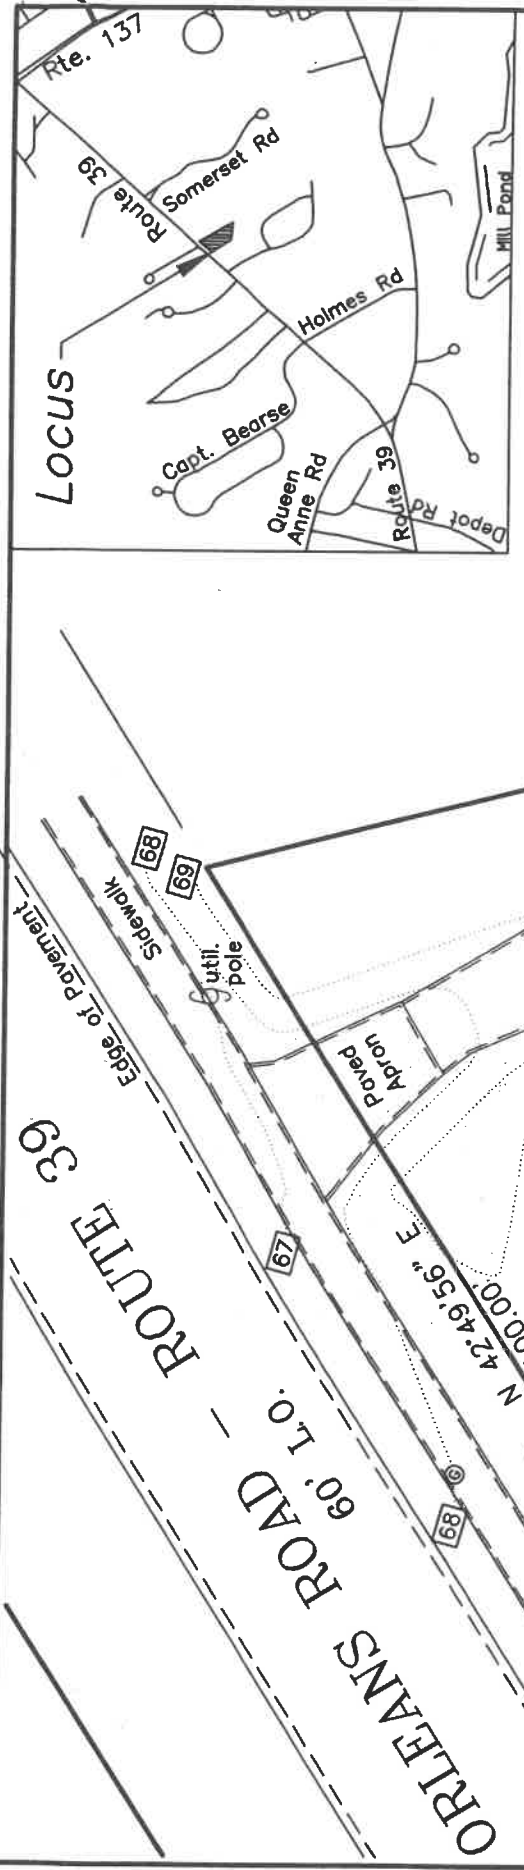 Rte. 137
Route 39
Somerset Rd
LOCUS
Holmes Rd
Mill Pond
Capt. Bearse
Queen
Anne Rd
Route 39
Depot Rd
68
69
Sidewalk
Edge of Pavement
util.
pole
Paved
Apron
67
ORLEANS ROAD – ROUTE 39
60' L.O.
N 42°49'56" E
00.00'
G
68